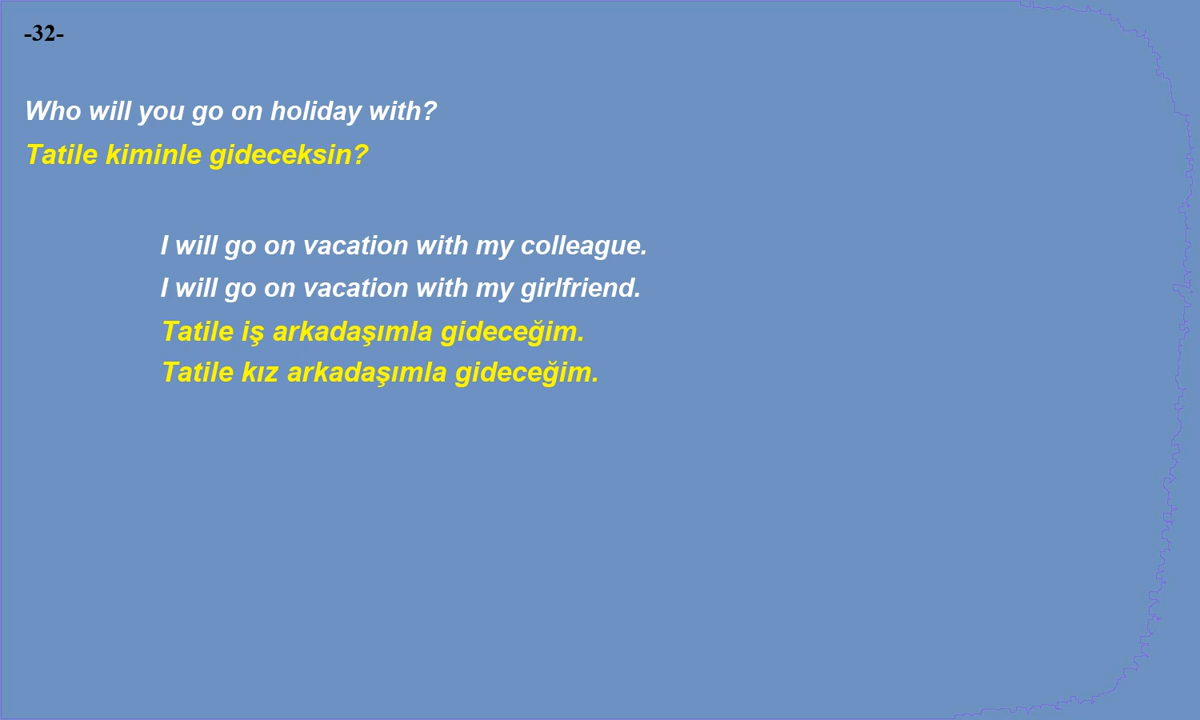 -32-
Who will you go on holiday with?
Tatile kiminle gideceksin?
I will go on vacation with my colleague.
I will go on vacation with my girlfriend.
Tatile iş arkadaşımla gideceğim.
Tatile kız arkadaşımla gideceğim.